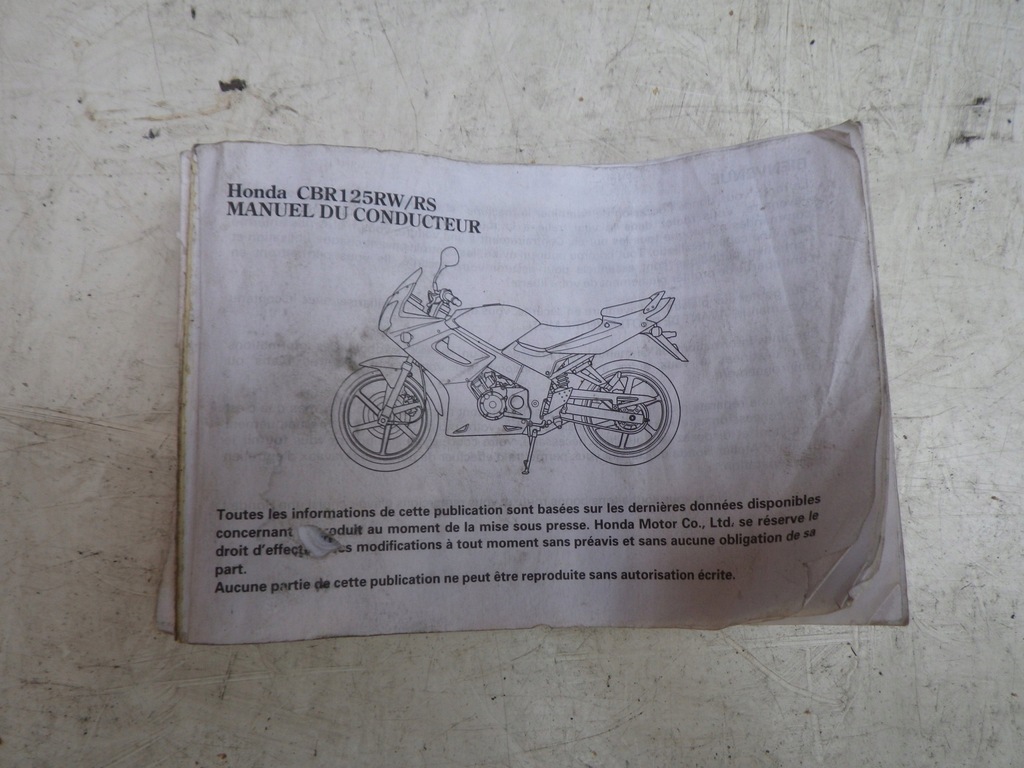 Honda CBR125RW/RS
MANUEL DU CONDUCTEUR
Toutes les informations de cette publication sont basées sur les dernières données disponibles
concernant produit au moment de la mise sous presse. Honda Motor Co., Ltd. se réserve le
droit modifications à tout moment sans préavis et sans aucune obligation de sa
part.
Aucune partie de cette publication ne peut être reproduite sans autorisation écrite.